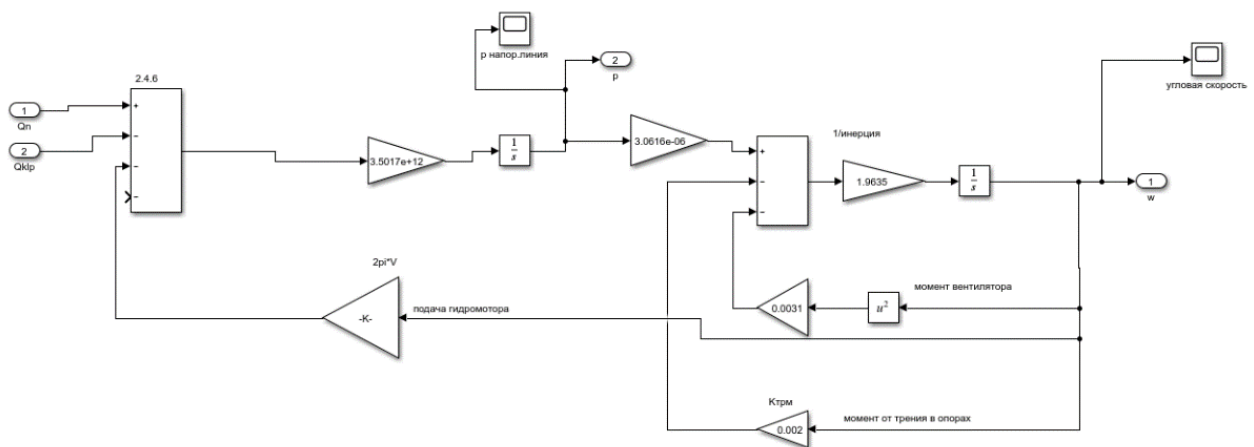 р напор.линия
2
p
2.4.6
угловая скорость
1
Qn
+
−
−
−
2
Qklp
3.5017e+12
1
s
3.0616e-06
1/инерция
+
−
−
1.9635
1
s
1
w
2pi*V
-K-
подача гидромотора
0.0031
u²
момент вентилятора
Kтрм
0.002
момент от трения в опорах